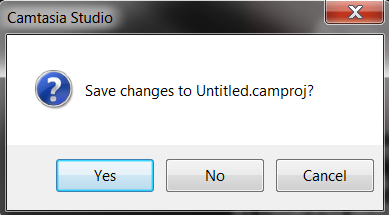 Camtasia Studio
Save changes to Untitled.camproj?
Yes No Cancel